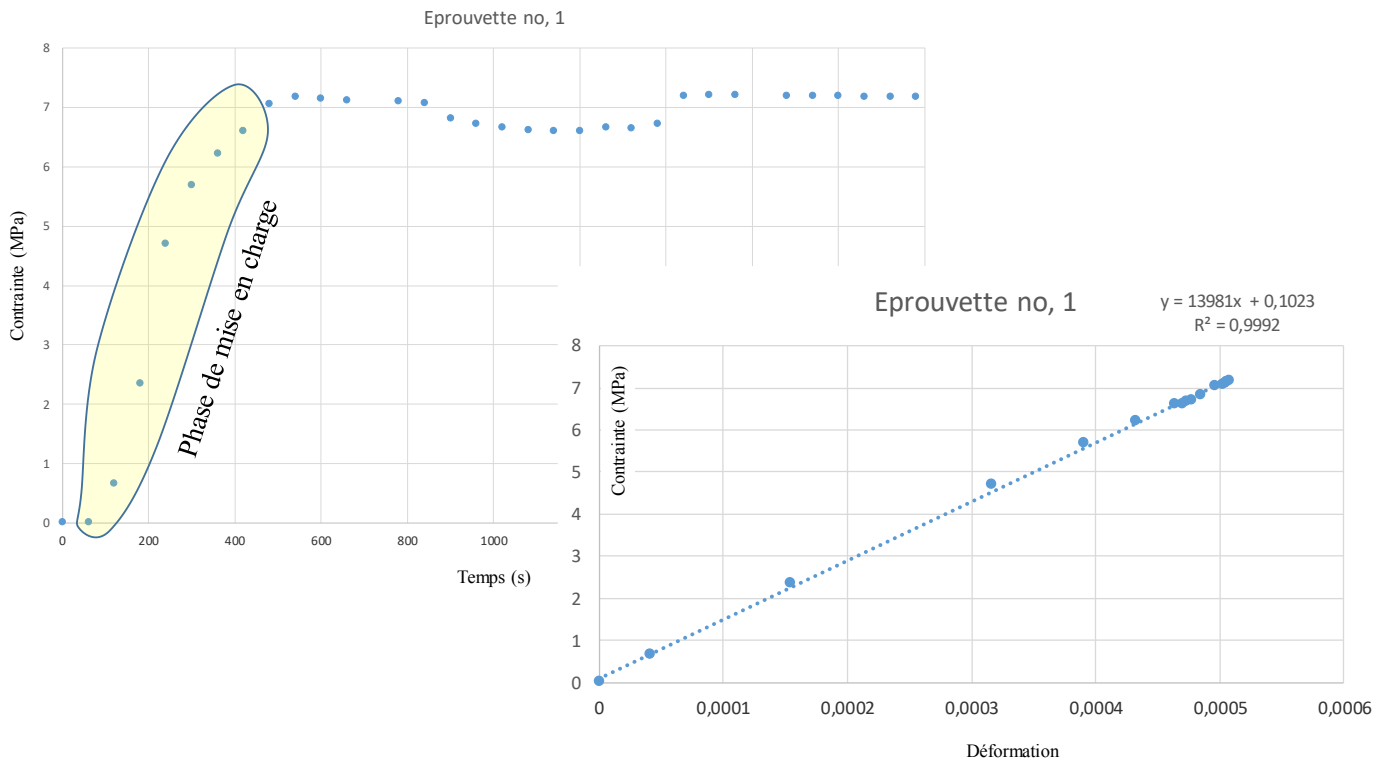 Eprouvette no, 1
8
7
6
5
4
3
2
1
0
Contrainte (MPa)
Phase de mise en charge
0 200 400 600 800 1000
Temps (s)
Eprouvette no, 1
y = 13981x + 0,1023
R² = 0,9992
8
7
6
5
4
3
2
1
0
Contrainte (MPa)
0 0,0001 0,0002 0,0003 0,0004 0,0005 0,0006
Déformation